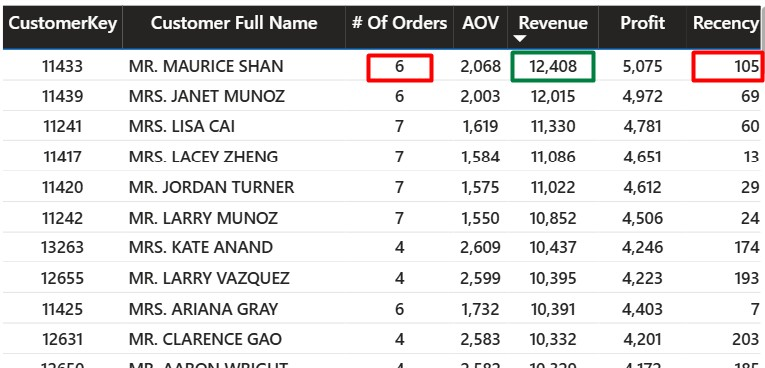 CustomerKey Customer Full Name # Of Orders AOV Revenue Profit Recency
11433 MR. MAURICE SHAN 6 2,068 12,408 5,075 105
11439 MRS. JANET MUNOZ 6 2,003 12,015 4,972 69
11241 MRS. LISA CAI 7 1,619 11,330 4,781 60
11417 MRS. LACEY ZHENG 7 1,584 11,086 4,651 13
11420 MR. JORDAN TURNER 7 1,575 11,022 4,612 29
11242 MR. LARRY MUNOZ 7 1,550 10,852 4,506 24
13263 MRS. KATE ANAND 4 2,609 10,437 4,246 174
12655 MR. LARRY VAZQUEZ 4 2,599 10,395 4,223 193
11425 MRS. ARIANA GRAY 6 1,732 10,391 4,403 7
12631 MR. CLARENCE GAO 4 2,583 10,332 4,201 203
MR. AARON WRIGHT 4